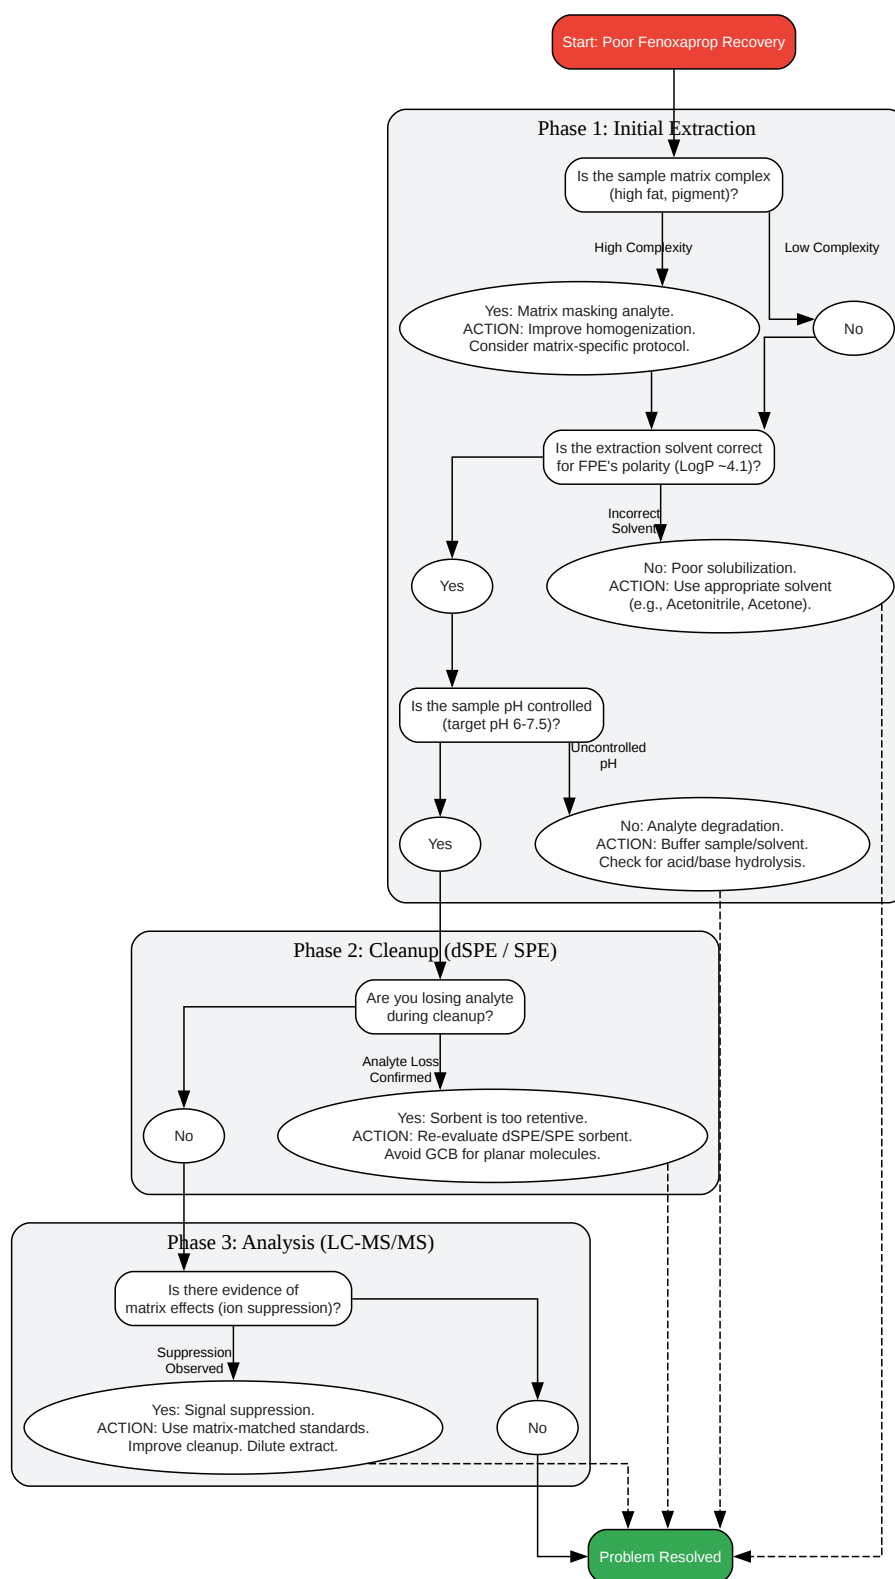 Start: Poor Fenoxaprop Recovery
Phase 1: Initial Extraction
Is the sample matrix complex
(high fat, pigment)?
High Complexity
Low Complexity
Yes: Matrix masking analyte.
ACTION: Improve homogenization.
Consider matrix-specific protocol.
No
Is the extraction solvent correct
for FPE's polarity (LogP ~4.1)?
Incorrect
Solvent
Yes
No: Poor solubilization.
ACTION: Use appropriate solvent
(e.g., Acetonitrile, Acetone).
Is the sample pH controlled
(target pH 6-7.5)?
Uncontrolled
pH
Yes
No: Analyte degradation.
ACTION: Buffer sample/solvent.
Check for acid/base hydrolysis.
Phase 2: Cleanup (dSPE / SPE)
Are you losing analyte
during cleanup?
Analyte Loss
Confirmed
No
Yes: Sorbent is too retentive.
ACTION: Re-evaluate dSPE/SPE sorbent.
Avoid GCB for planar molecules.
Phase 3: Analysis (LC-MS/MS)
Is there evidence of
matrix effects (ion suppression)?
Suppression
Observed
Yes: Signal suppression.
ACTION: Use matrix-matched standards.
Improve cleanup. Dilute extract.
No
Problem Resolved